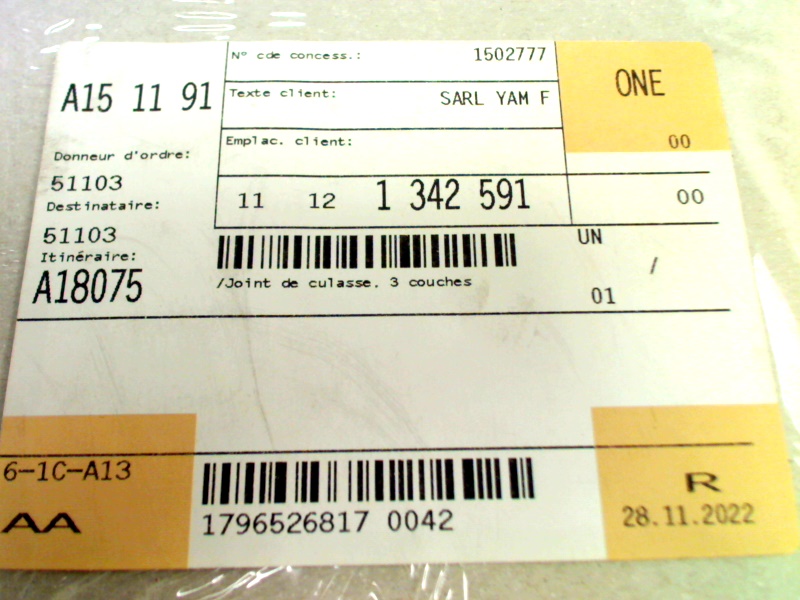 A15 11 91
N° cde concess.: 1502777
ONE
Texte client: SARL YAM F
00
Emplac. client:
Donneur d'ordre:
51103
11 12 1 342 591 00
Destinataire:
51103
UN
/
Itinéraire:
A18075
/Joint de culasse. 3 couches
01
6-1C-A13
AA
1796526817 0042
R
28.11.2022